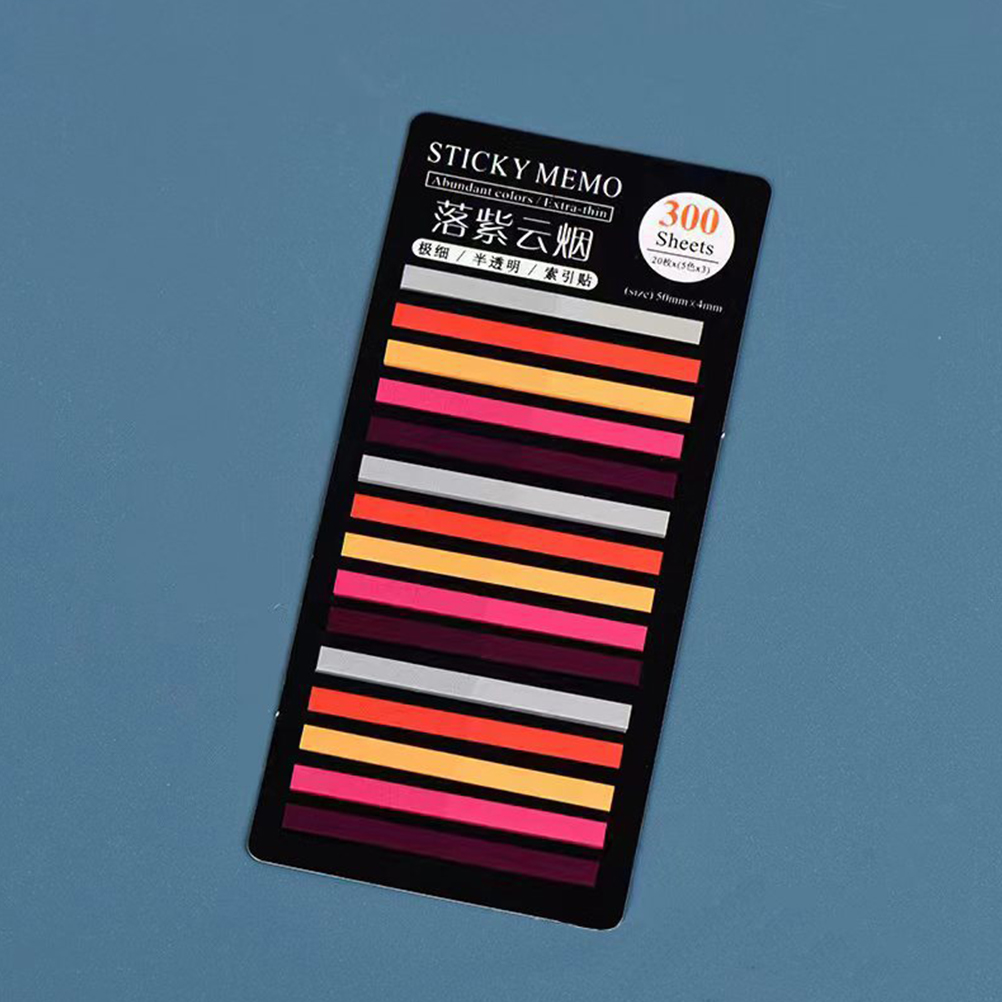 STICKY MEMO
Abundant colors / Extra-thin
落紫云烟
极细 / 半透明 / 索引贴
300
Sheets
20枚x(5色x3)
(size) 50mm×4mm